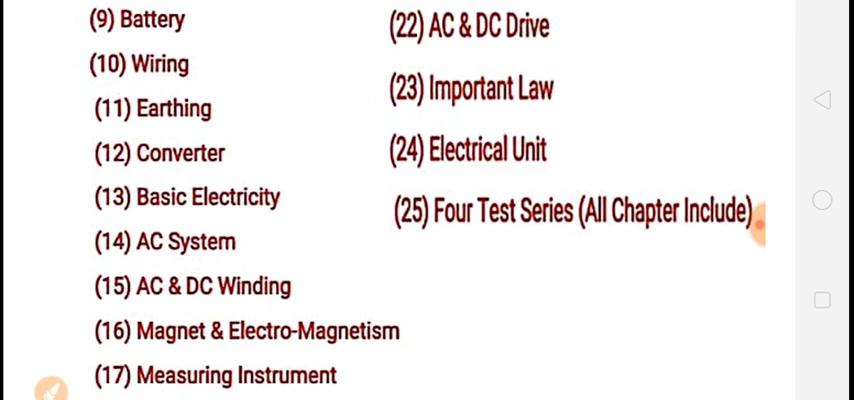 (9) Battery
(10) Wiring
(11) Earthing
(12) Converter
(13) Basic Electricity
(14) AC System
(15) AC & DC Winding
(16) Magnet & Electro-Magnetism
(17) Measuring Instrument
(22) AC & DC Drive
(23) Important Law
(24) Electrical Unit
(25) Four Test Series (All Chapter Include)